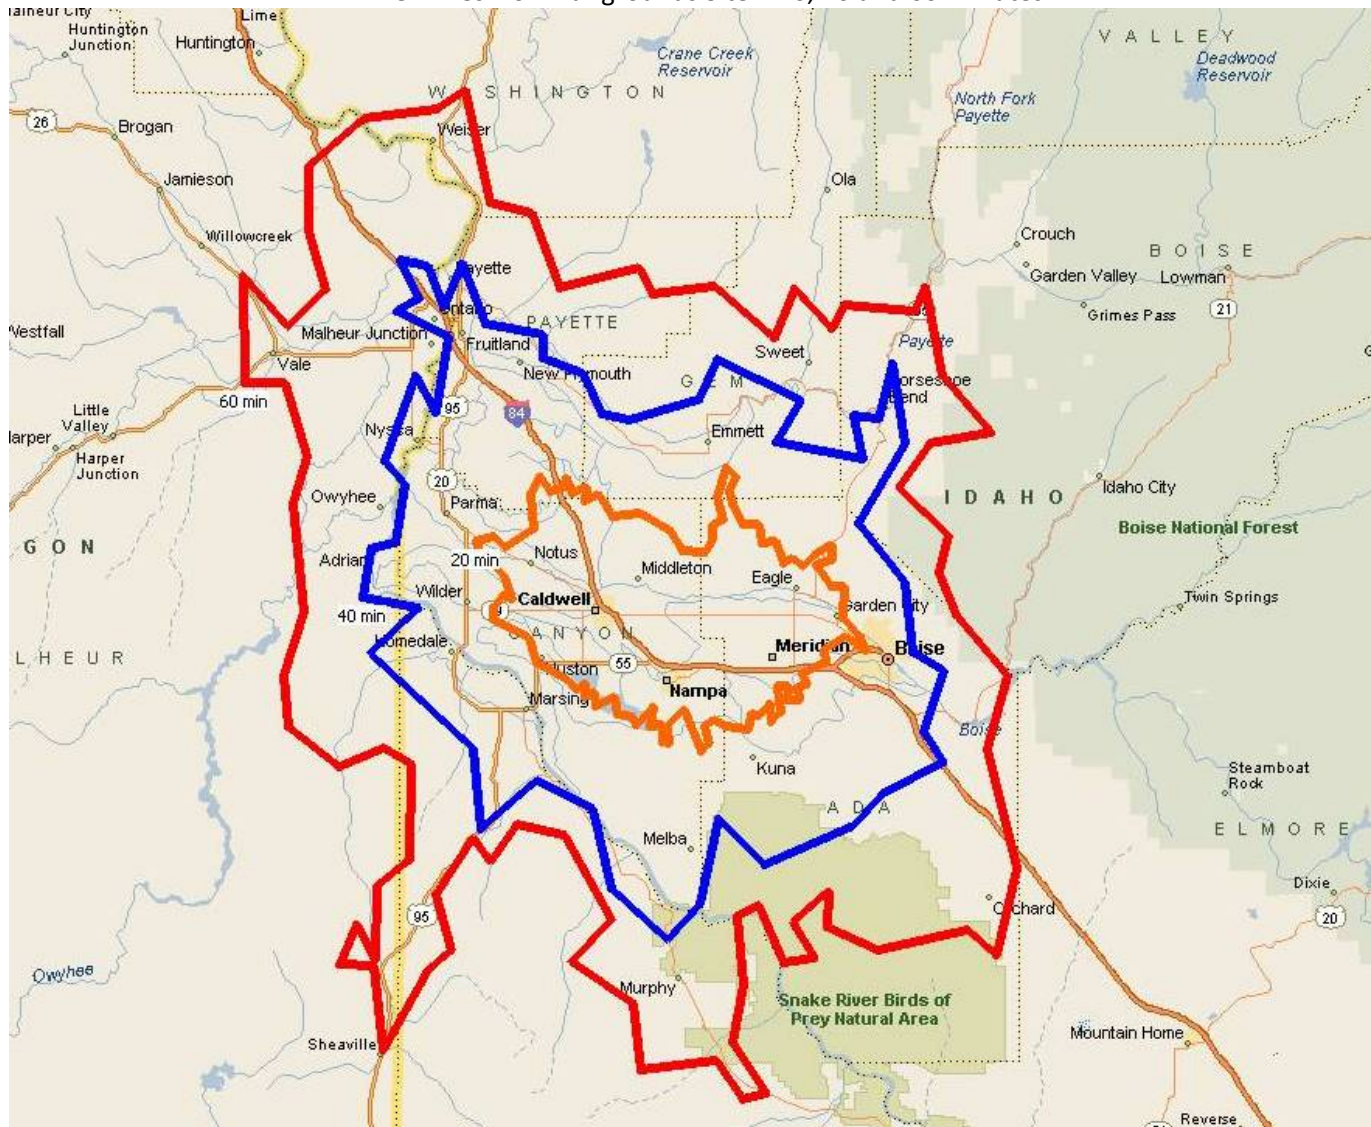 Lime
Huntington
Junction
Huntington
VALLEY
Crane Creek
Reservoir
Deadwood
Reservoir
WASHINGTON
North Fork
Payette
26
Brogan
Weiser
Jamieson
Ola
Willowcreek
Crouch
BOISE
Garden Valley
Lowman
21
Grimes Pass
Malheur Junction
PAYETTE
Fruitland
Payette
Sweet
Vale
New Plymouth
GEM
60 min
95
84
Little
Valley
Nyssa
Emmett
Harper
Junction
20
Idaho City
Owyhee
Parma
IDAHO
Boise National Forest
GON
20 min
Notus
Adrian
Middleton
Eagle
Wilder
Caldwell
Garden City
Twin Springs
40 min
CANYON
Homedale
Meridian
Boise
LHEUR
55
Nampa
Marsing
Boise
Kuna
Steamboat
Rock
ADA
ELMORE
Melba
Dixie
95
Orchard
20
Owyhee
Murphy
Snake River Birds of
Prey Natural Area
Sheaville
Mountain Home
Reverse